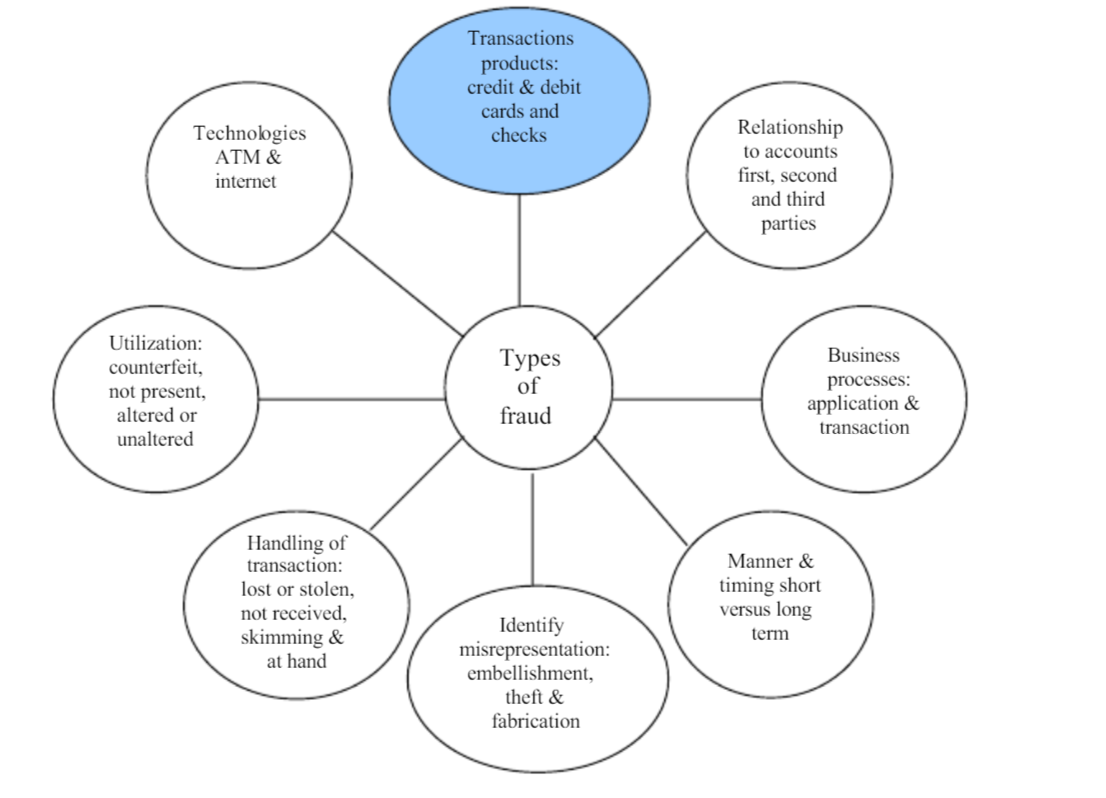 Transactions
products:
credit & debit
cards and
checks
Relationship
to accounts
first, second
and third
parties
Business
processes:
application &
transaction
Manner &
timing short
versus long
term
Identify
misrepresentation:
embellishment,
theft &
fabrication
Handling of
transaction:
lost or stolen,
not received,
skimming &
at hand
Utilization:
counterfeit,
not present,
altered or
unaltered
Technologies
ATM &
internet
Types
of
fraud